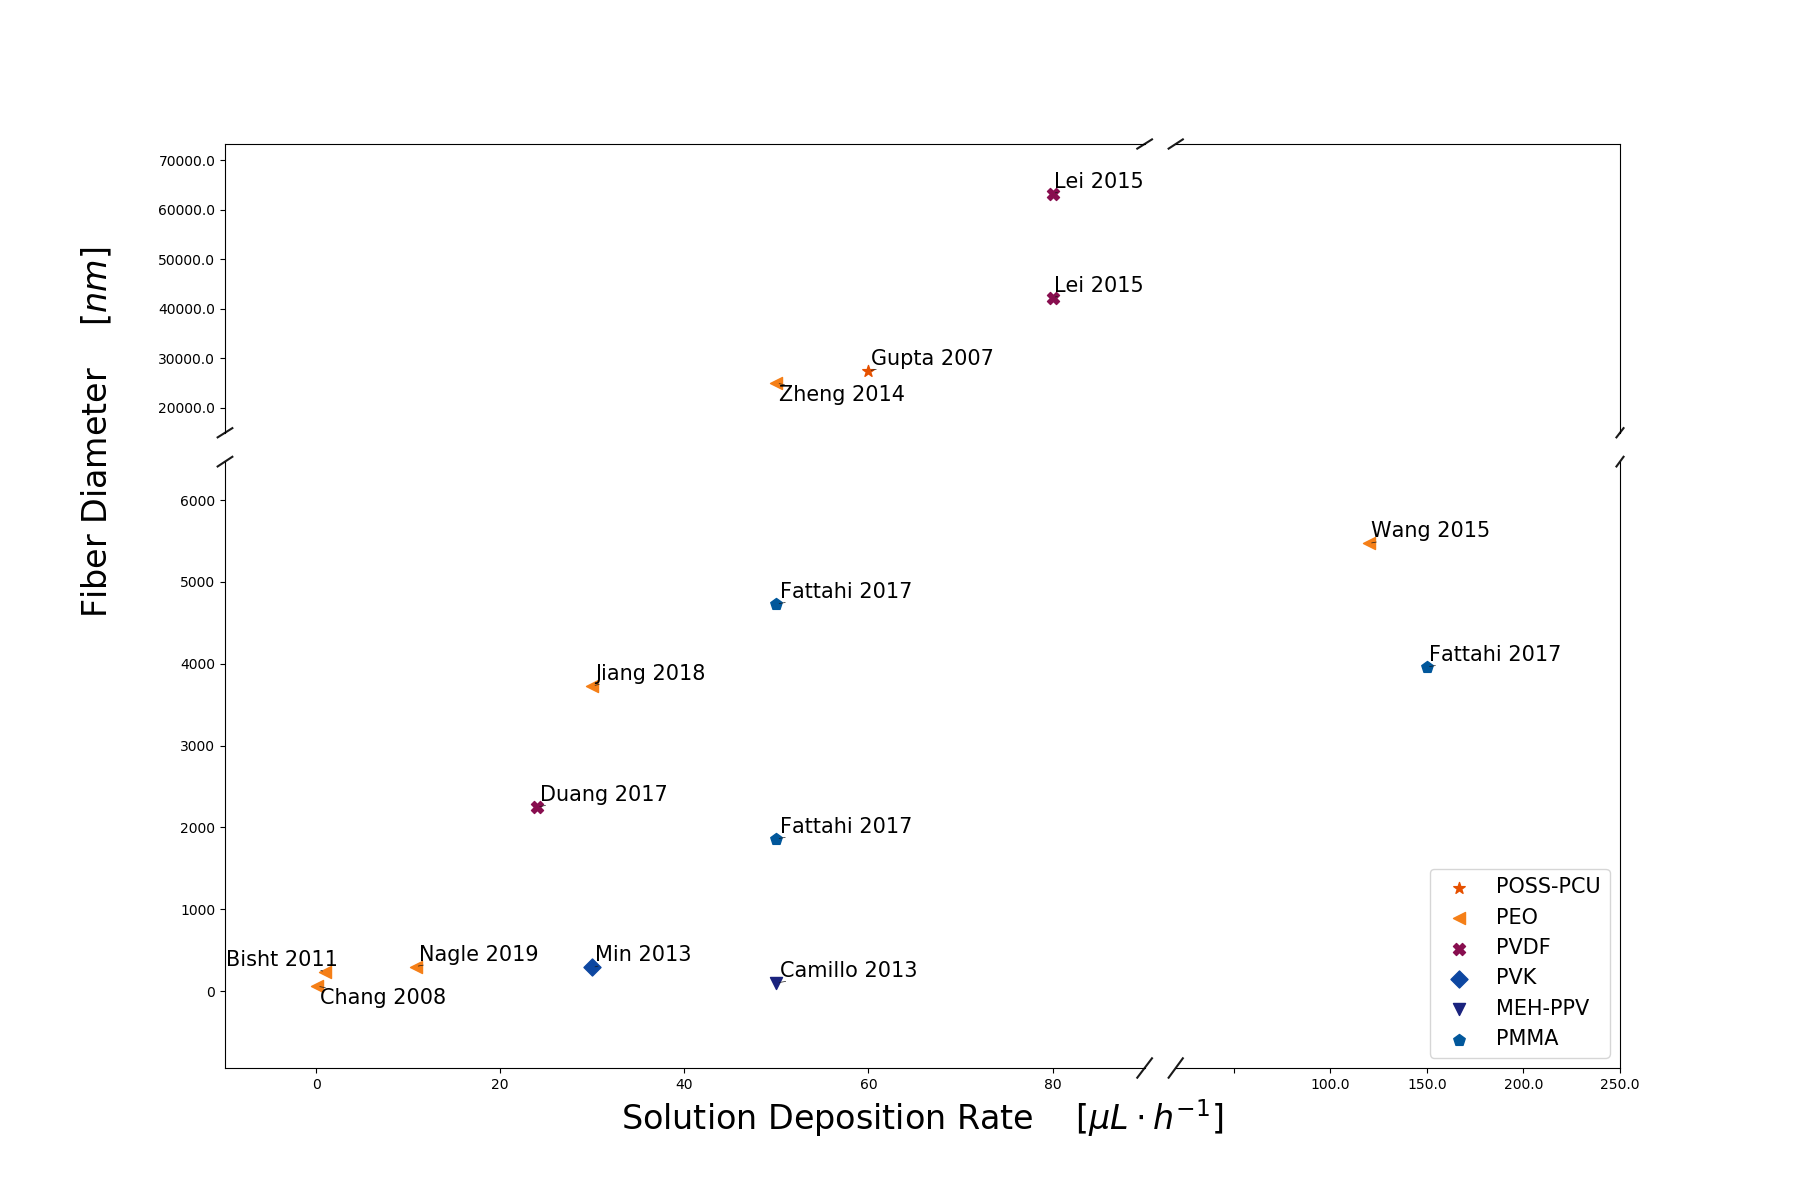 70000.0
60000.0
50000.0
40000.0
30000.0
20000.0
6000
5000
4000
3000
2000
1000
0
Fiber Diameter [nm]
Lei 2015
Lei 2015
Gupta 2007
Zheng 2014
Wang 2015
Fattahi 2017
Fattahi 2017
Jiang 2018
Duang 2017
Fattahi 2017
Nagle 2019
Min 2013
Bisht 2011
Camillo 2013
Chang 2008
POSS-PCU
PEO
PVDF
PVK
MEH-PPV
PMMA
0 20 40 60 80 100.0 150.0 200.0 250.0
Solution Deposition Rate [μL · h⁻¹]